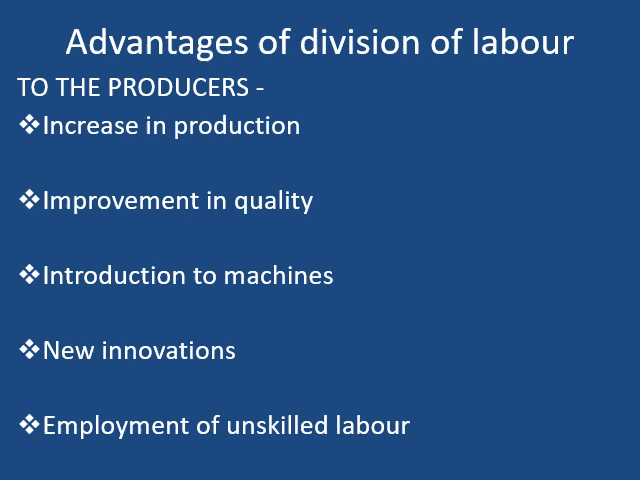 Advantages of division of labour
TO THE PRODUCERS -
❖Increase in production
❖Improvement in quality
❖Introduction to machines
❖New innovations
❖Employment of unskilled labour